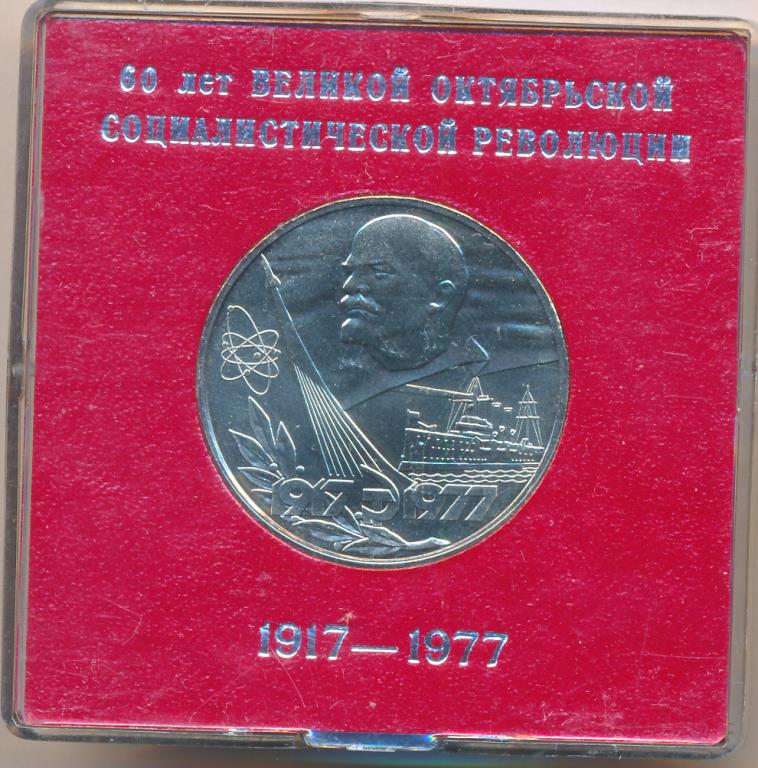 60 лет ВЕЛИКОЙ ОКТЯБРЬСКОЙ
СОЦИАЛИСТИЧЕСКОЙ РЕВОЛЮЦИИ
1917 1977
1917—1977